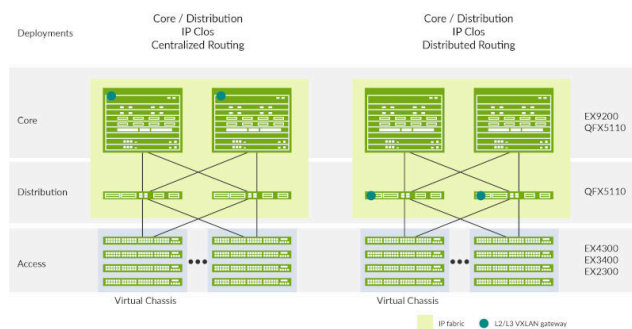 Deployments
Core / Distribution
IP Clos
Centralized Routing
Core / Distribution
IP Clos
Distributed Routing
Core
EX9200
QFX5110
Distribution
QFX5110
Access
EX4300
EX3400
EX2300
Virtual Chassis
Virtual Chassis
IP fabric
L2/L3 VXLAN gateway